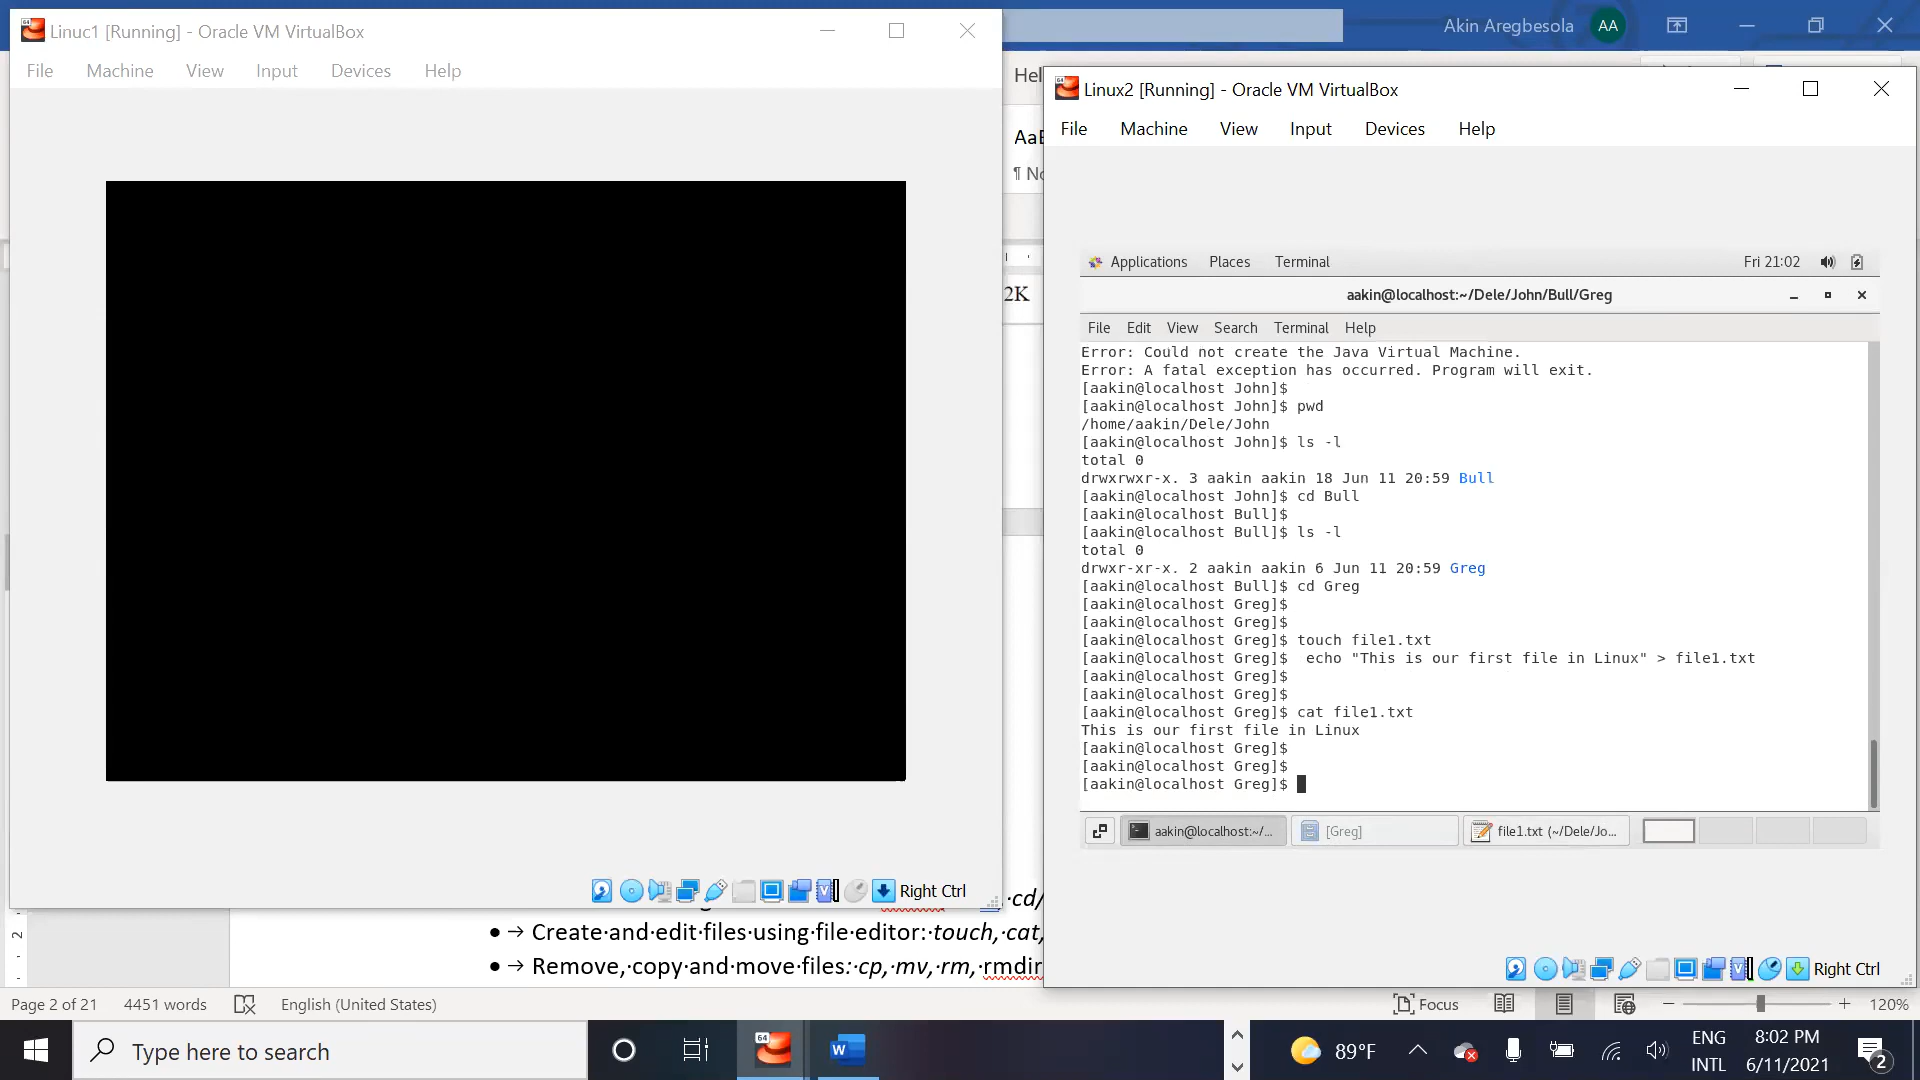 Linuc1 [Running] - Oracle VM VirtualBox
File Machine View Input Devices Help
Right Ctrl
Akin Aregbesola AA
Hel
AaB
¶ No
2K
Linux2 [Running] - Oracle VM VirtualBox
File Machine View Input Devices Help
Applications Places Terminal Fri 21:02
aakin@localhost:~/Dele/John/Bull/Greg
File Edit View Search Terminal Help
Error: Could not create the Java Virtual Machine.
Error: A fatal exception has occurred. Program will exit.
[aakin@localhost John]$
[aakin@localhost John]$ pwd
/home/aakin/Dele/John
[aakin@localhost John]$ ls -l
total 0
drwxrwxr-x. 3 aakin aakin 18 Jun 11 20:59 Bull
[aakin@localhost John]$ cd Bull
[aakin@localhost Bull]$
[aakin@localhost Bull]$ ls -l
total 0
drwxr-xr-x. 2 aakin aakin 6 Jun 11 20:59 Greg
[aakin@localhost Bull]$ cd Greg
[aakin@localhost Greg]$
[aakin@localhost Greg]$
[aakin@localhost Greg]$ touch file1.txt
[aakin@localhost Greg]$  echo "This is our first file in Linux" > file1.txt
[aakin@localhost Greg]$
[aakin@localhost Greg]$
[aakin@localhost Greg]$ cat file1.txt
This is our first file in Linux
[aakin@localhost Greg]$
[aakin@localhost Greg]$
[aakin@localhost Greg]$
aakin@localhost:~/... [Greg] file1.txt (~/Dele/Jo...
Right Ctrl
cd/
2
• → Create·and·edit·files·using·file·editor:·touch,·cat,
• → Remove,·copy·and·move·files:·cp,·mv,·rm,·rmdir
Page 2 of 21 4451 words English (United States) Focus 120%
Type here to search 64 W 89°F ENG INTL 8:02 PM 6/11/2021 2